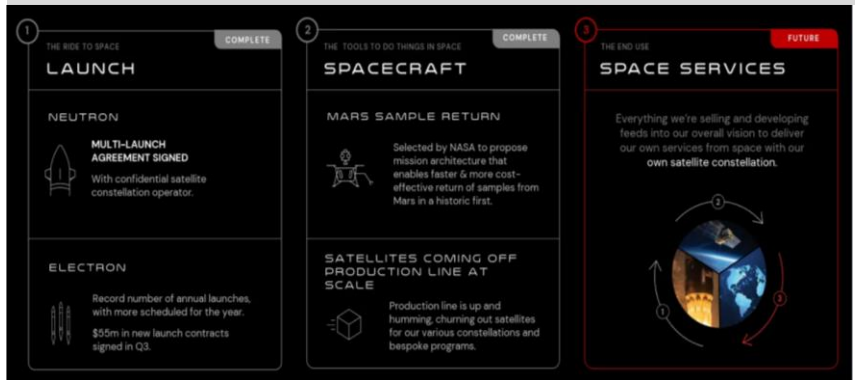 1
THE RIDE TO SPACE
COMPLETE
LAUNCH
NEUTRON
MULTI-LAUNCH
AGREEMENT SIGNED
With confidential satellite
constellation operator.
ELECTRON
Record number of annual launches,
with more scheduled for the year.
$55m in new launch contracts
signed in Q3.
2
THE TOOLS TO DO THINGS IN SPACE
COMPLETE
SPACECRAFT
MARS SAMPLE RETURN
Selected by NASA to propose
mission architecture that
enables faster & more cost-
effective return of samples from
Mars in a historic first.
SATELLITES COMING OFF
PRODUCTION LINE AT
SCALE
Production line is up and
humming, churning out satellites
for our various constellations and
bespoke programs.
3
THE END USE
FUTURE
SPACE SERVICES
Everything we're selling and developing
feeds into our overall vision to deliver
our own services from space with our
own satellite constellation.
2
1
3